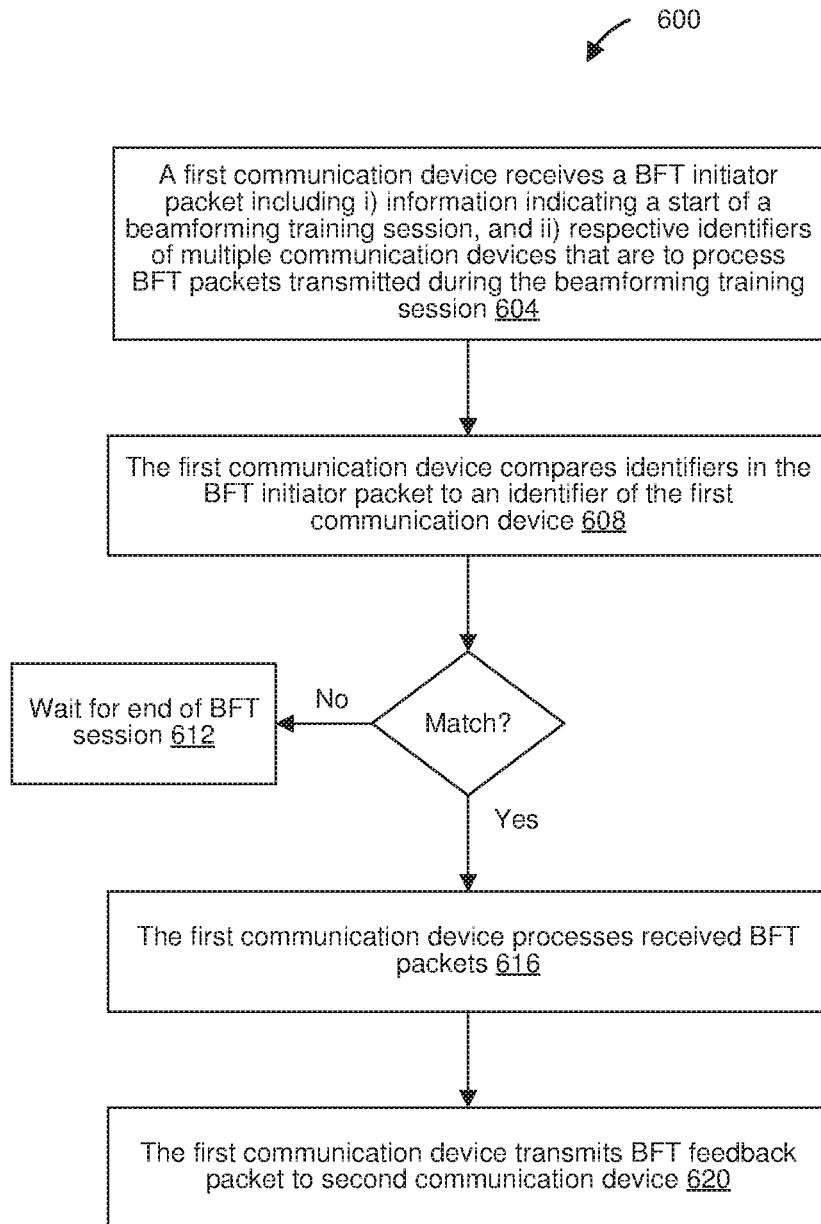 600
A first communication device receives a BFT initiator
packet including i) information indicating a start of a
beamforming training session, and ii) respective identifiers
of multiple communication devices that are to process
BFT packets transmitted during the beamforming training
session 604
The first communication device compares identifiers in the
BFT initiator packet to an identifier of the first
communication device 608
Match?
No
Wait for end of BFT
session 612
Yes
The first communication device processes received BFT
packets 616
The first communication device transmits BFT feedback
packet to second communication device 620